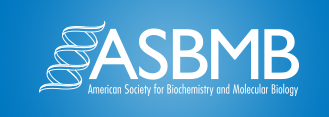 ASBMB
American Society for Biochemistry and Molecular Biology